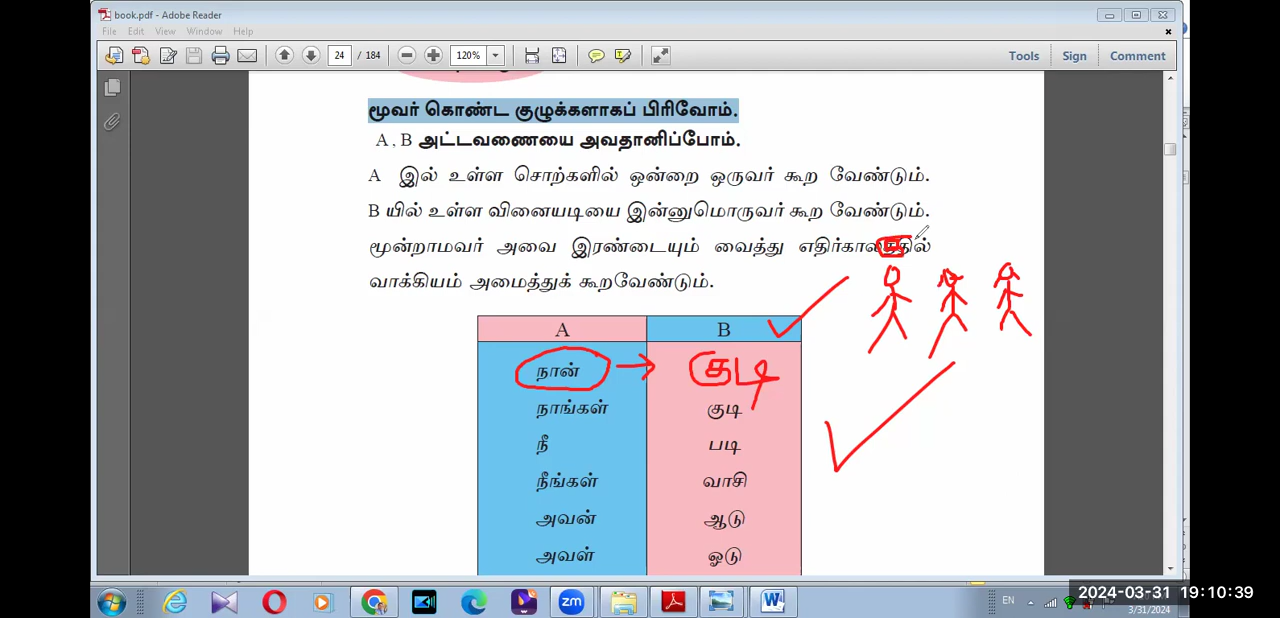 book.pdf - Adobe Reader
File Edit View Window Help
24 / 184 120% Tools Sign Comment
மூவர் கொண்ட குழுக்களாகப் பிரிவோம்.
A , B அட்டவணையை அவதானிப்போம்.
A இல் உள்ள சொற்களில் ஒன்றை ஒருவர் கூற வேண்டும்.
B யில் உள்ள வினையடியை இன்னுமொருவர் கூற வேண்டும்.
மூன்றாமவர் அவை இரண்டையும் வைத்து எதிர்காலத்தில்
வாக்கியம் அமைத்துக் கூறவேண்டும்.
A B
நான் குடி
நாங்கள் குடி
நீ படி
நீங்கள் வாசி
அவன் ஆடு
அவள் ஓடு
EN 2024-03-31 19:10:39
3/31/2024